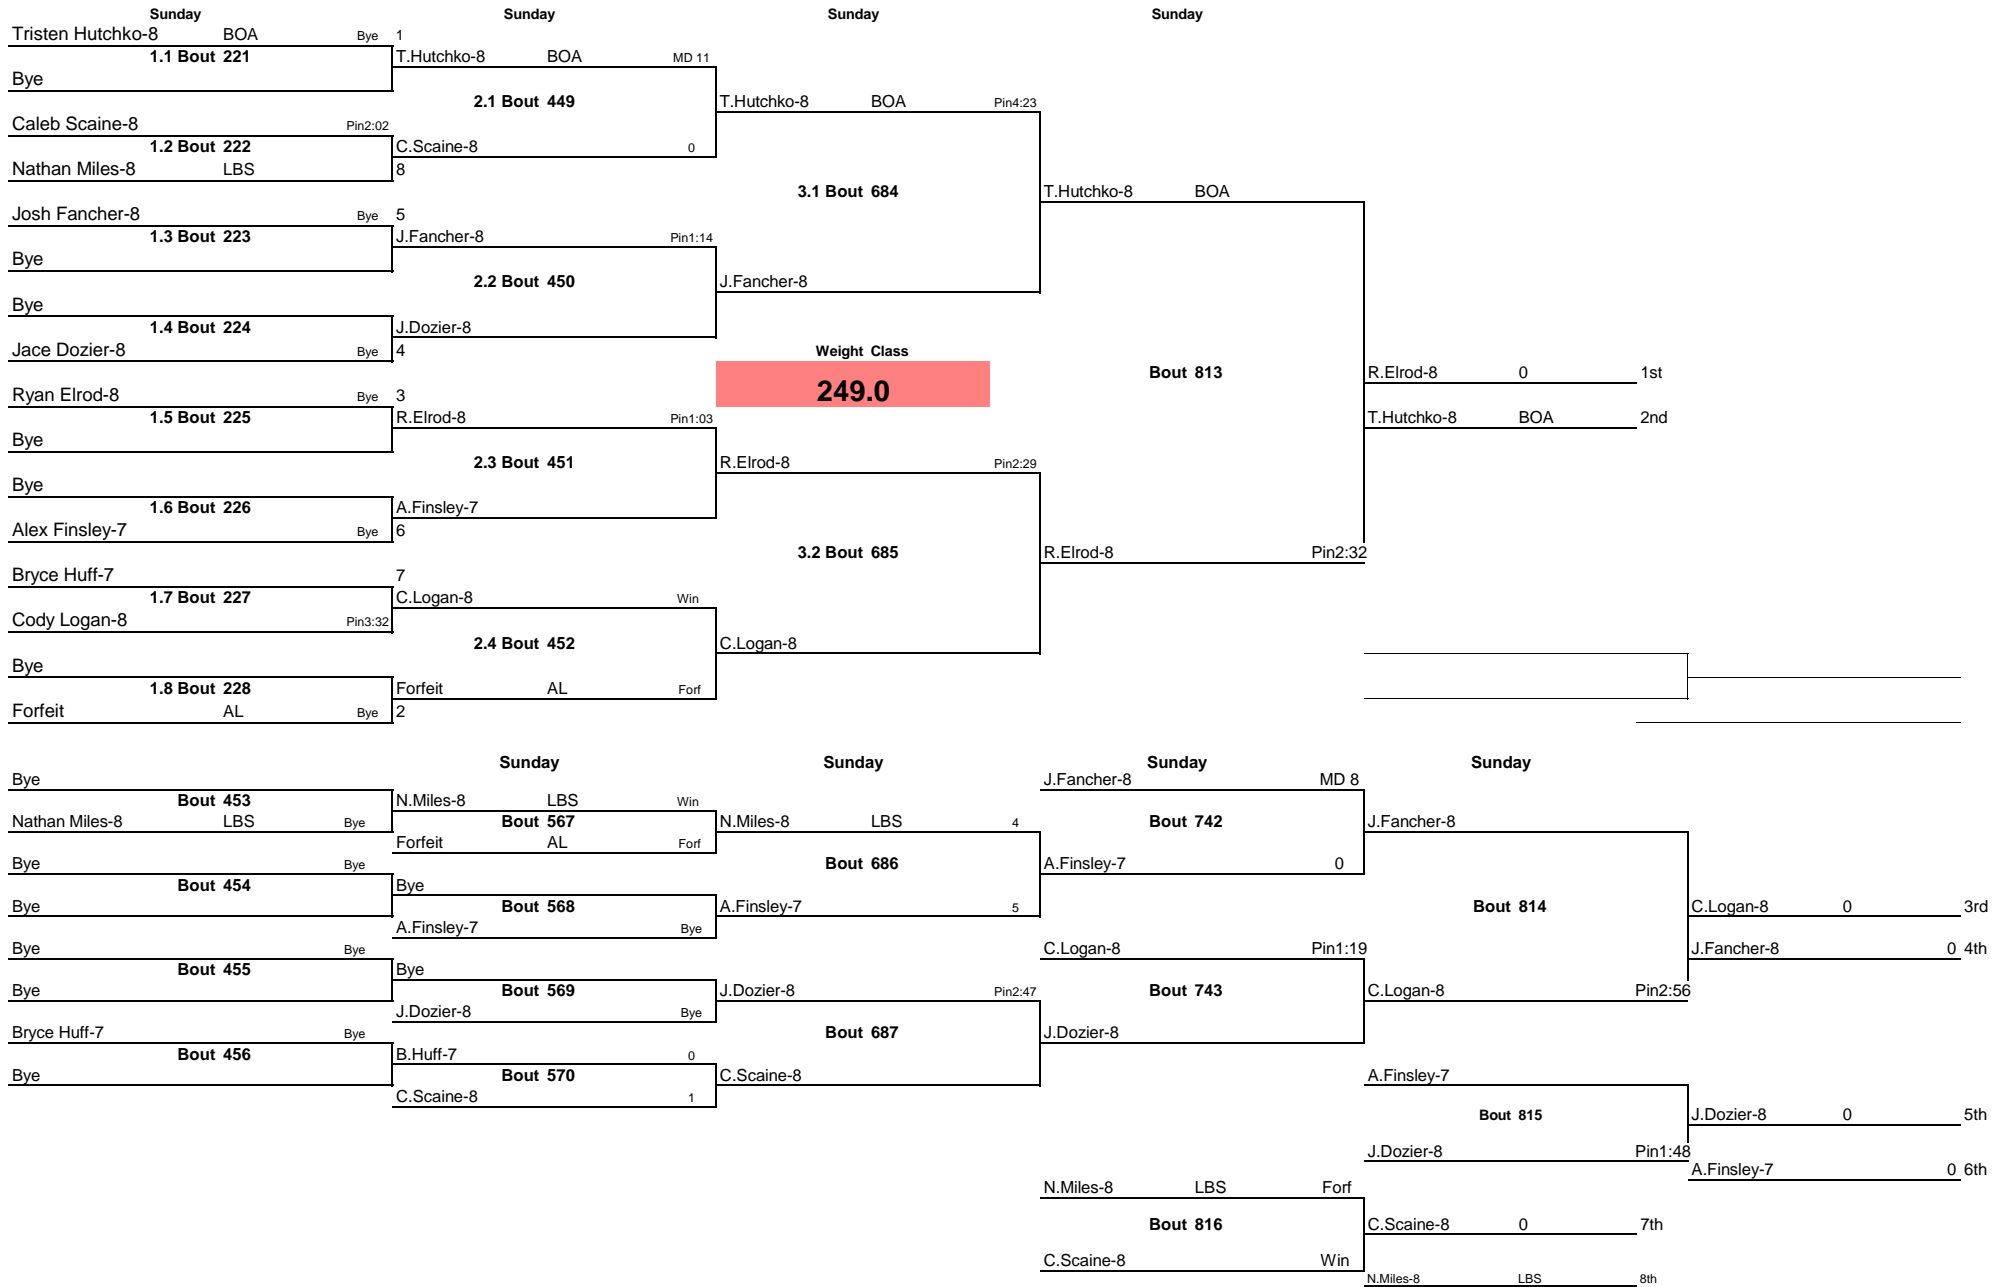 Sunday Sunday Sunday Sunday
Tristen Hutchko-8 BOA Bye 1
1.1 Bout 221 T.Hutchko-8 BOA MD 11
Bye
2.1 Bout 449 T.Hutchko-8 BOA Pin4:23
Caleb Scaine-8 Pin2:02
1.2 Bout 222 C.Scaine-8 0
Nathan Miles-8 LBS 8
3.1 Bout 684 T.Hutchko-8 BOA
Josh Fancher-8 Bye 5
1.3 Bout 223 J.Fancher-8 Pin1:14
Bye
2.2 Bout 450 J.Fancher-8
Bye
1.4 Bout 224 J.Dozier-8
Jace Dozier-8 Bye 4 Weight Class
Bout 813 R.Elrod-8 0 1st
Ryan Elrod-8 Bye 3 249.0
1.5 Bout 225 R.Elrod-8 Pin1:03 T.Hutchko-8 BOA 2nd
Bye
2.3 Bout 451 R.Elrod-8 Pin2:29
Bye
1.6 Bout 226 A.Finsley-7
Alex Finsley-7 Bye 6
3.2 Bout 685 R.Elrod-8 Pin2:32
Bryce Huff-7 7
1.7 Bout 227 C.Logan-8 Win
Cody Logan-8 Pin3:32
2.4 Bout 452 C.Logan-8
Bye
1.8 Bout 228 Forfeit AL Forf
Forfeit AL Bye 2
Sunday Sunday Sunday Sunday
Bye J.Fancher-8 MD 8
Bout 453 N.Miles-8 LBS Win
Nathan Miles-8 LBS Bye Bout 567 N.Miles-8 LBS 4 Bout 742 J.Fancher-8
Forfeit AL Forf
Bye Bye Bout 686 A.Finsley-7 0
Bout 454 Bye
Bye Bout 568 A.Finsley-7 5 Bout 814 C.Logan-8 0 3rd
A.Finsley-7 Bye
Bye Bye C.Logan-8 Pin1:19 J.Fancher-8 0 4th
Bout 455 Bye
Bye Bout 569 J.Dozier-8 Pin2:47 Bout 743 C.Logan-8 Pin2:56
J.Dozier-8 Bye
Bryce Huff-7 Bye Bout 687 J.Dozier-8
Bout 456 B.Huff-7 0
Bye Bout 570 C.Scaine-8 A.Finsley-7
C.Scaine-8 1
Bout 815 J.Dozier-8 0 5th
J.Dozier-8 Pin1:48
A.Finsley-7 0 6th
N.Miles-8 LBS Forf
Bout 816 C.Scaine-8 0 7th
C.Scaine-8 Win
N.Miles-8 LBS 8th